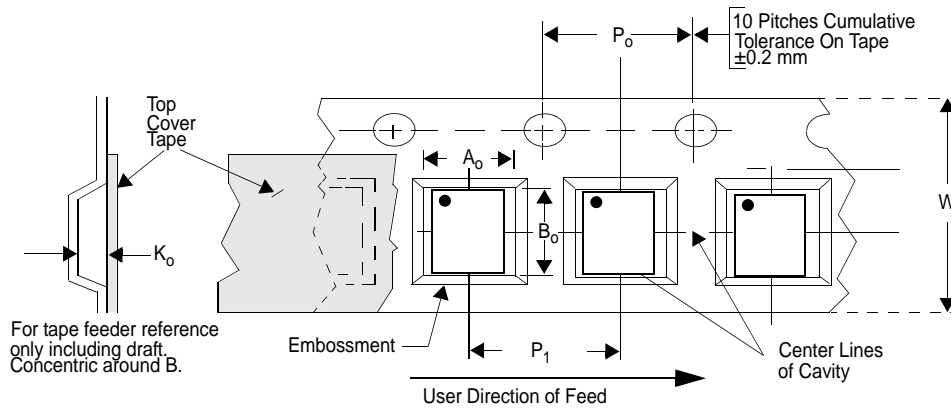 10 Pitches Cumulative
Tolerance On Tape
±0.2 mm
Po
Top
Cover
Tape
Ao
W
Bo
Ko
For tape feeder reference
only including draft.
Concentric around B.
Embossment
P1
Center Lines
of Cavity
User Direction of Feed